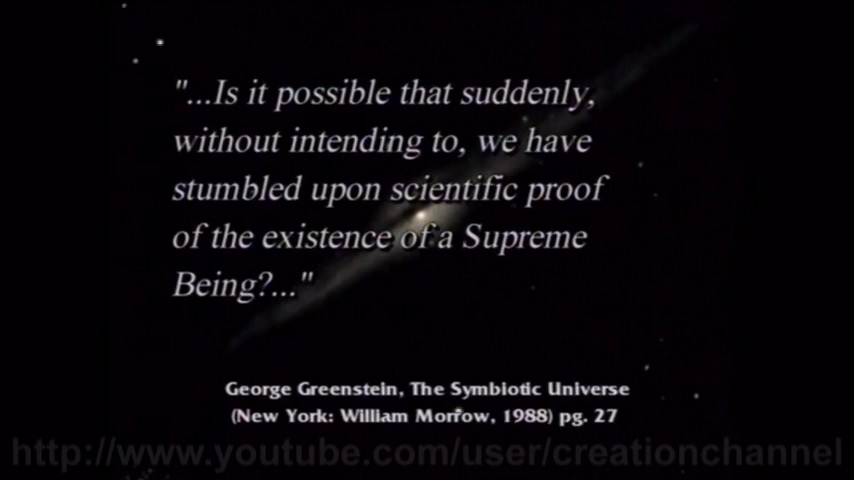 "...Is it possible that suddenly,
without intending to, we have
stumbled upon scientific proof
of the existence of a Supreme
Being?..."
George Greenstein, The Symbiotic Universe
(New York: William Morrow, 1988) pg. 27
http://www.youtube.com/user/creationchannel